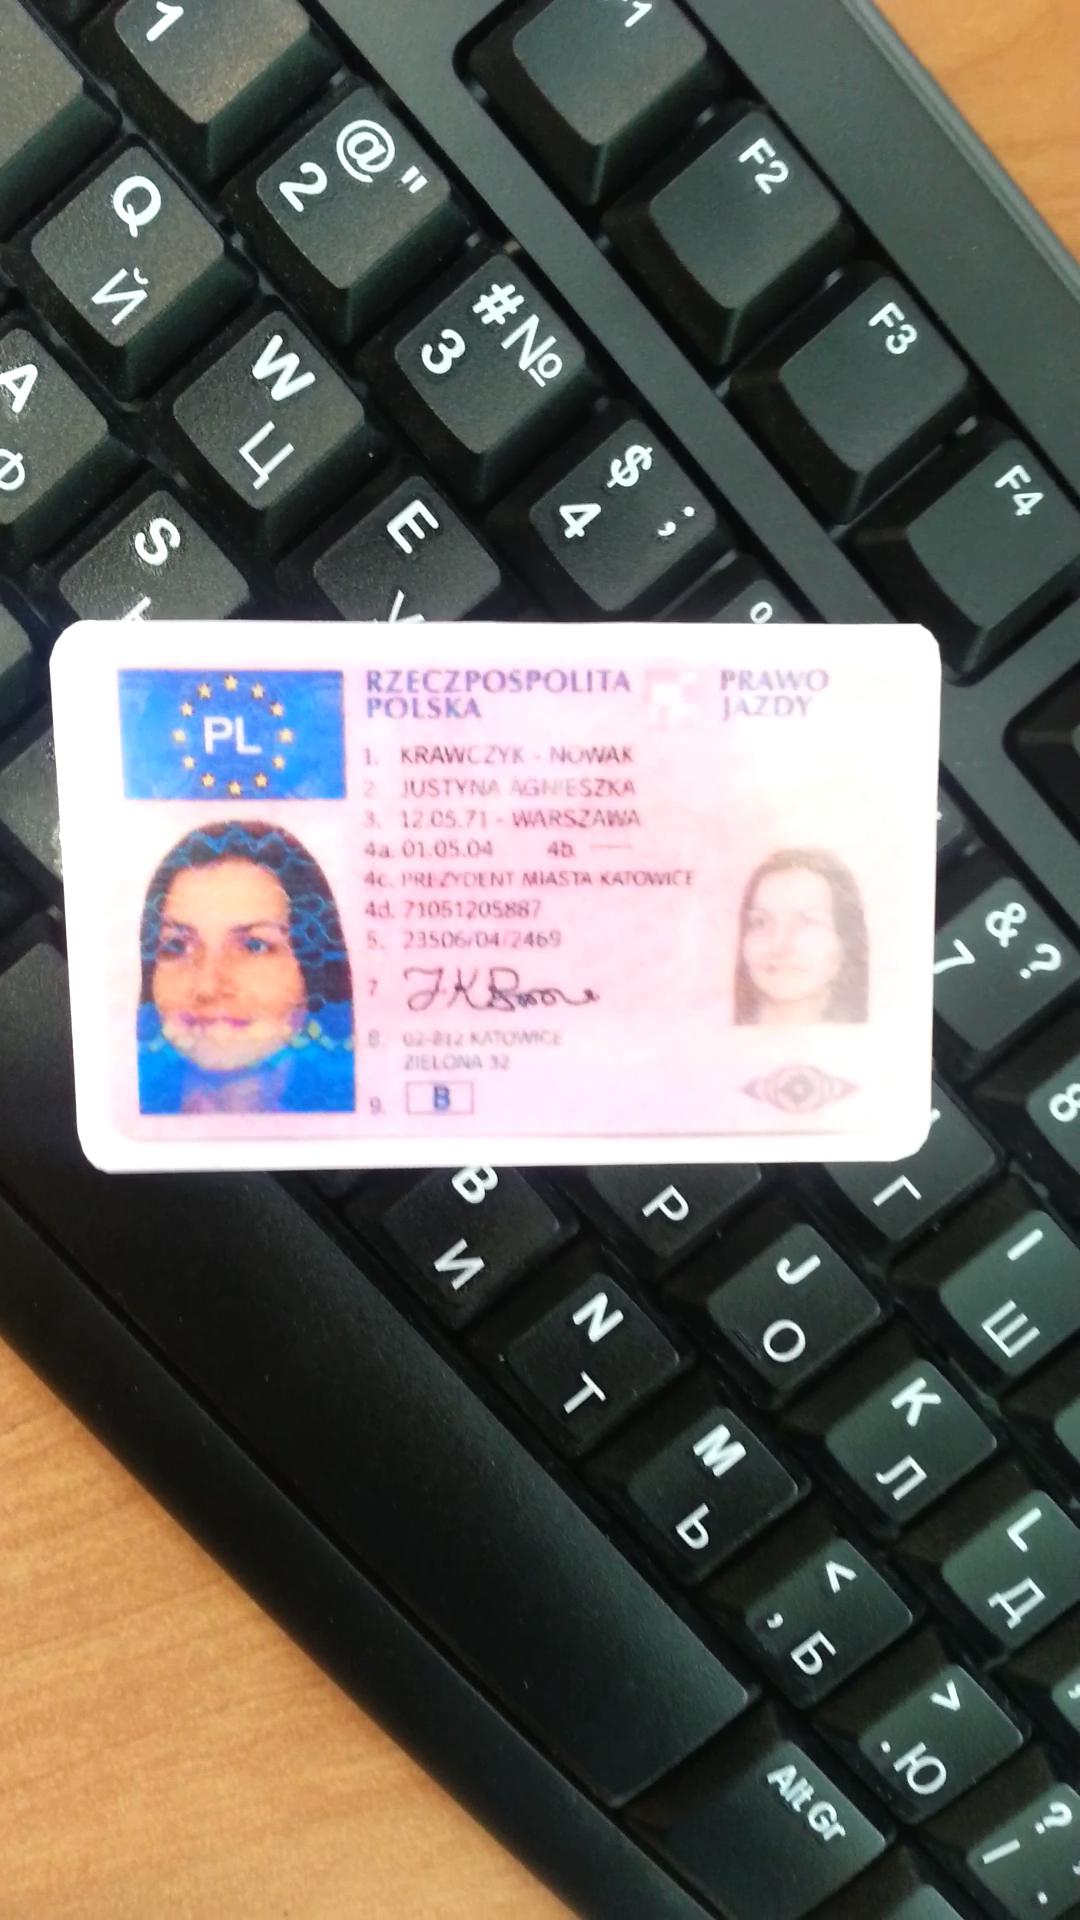 1
F1
@ "
2
F2
Q
Й
# №
3
F3
W
Ц
A
Ф
$ ;
4
F4
E
S
PL
RZECZPOSPOLITA
POLSKA
PRAWO
JAZDY
1. KRAWCZYK - NOWAK
2. JUSTYNA AGNIESZKA
3. 12.05.71 - WARSZAWA
4a. 01.05.04 4b. —
4c. PREZYDENT MIASTA KATOWICE
4d. 71051205887
5. 23506/04/2469
7
8. 02-812 KATOWICE
ZIELONA 32
9. B
& ?
7
8
B
И
P
Г
J
O
I
Ш
N
T
K
Л
M
Ь
L
Д
<
, Б
>
. Ю
Alt Gr
?
/ .